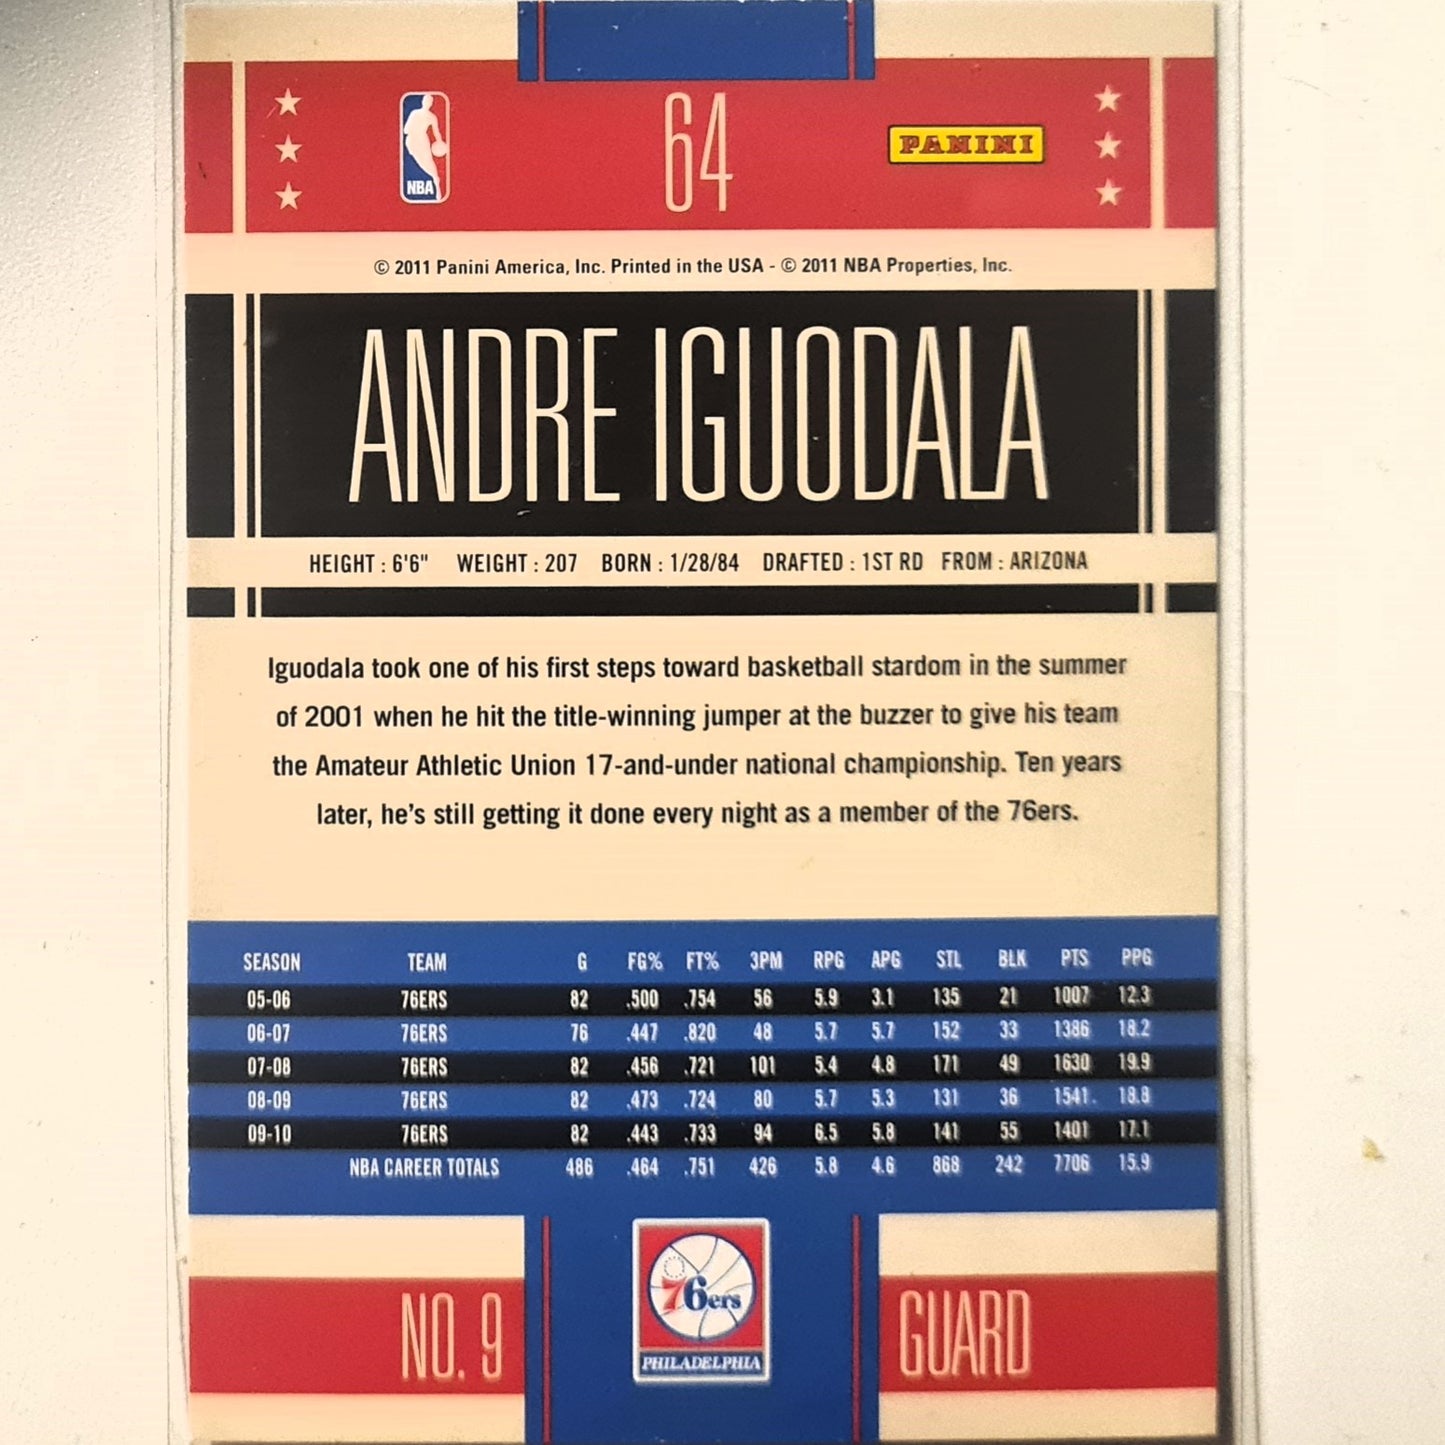 64
NBA
PANINI
© 2011 Panini America, Inc. Printed in the USA - © 2011 NBA Properties, Inc.
ANDRE IGUODALA
HEIGHT : 6'6" WEIGHT : 207 BORN : 1/28/84 DRAFTED : 1ST RD FROM : ARIZONA
Iguodala took one of his first steps toward basketball stardom in the summer
of 2001 when he hit the title-winning jumper at the buzzer to give his team
the Amateur Athletic Union 17-and-under national championship. Ten years
later, he's still getting it done every night as a member of the 76ers.
SEASON TEAM G FG% FT% 3PM RPG APG STL BLK PTS PPG
05-06 76ERS 82 .500 .754 56 5.9 3.1 135 21 1007 12.3
06-07 76ERS 76 .447 .820 48 5.7 5.7 152 33 1386 18.2
07-08 76ERS 82 .456 .721 101 5.4 4.8 171 49 1630 19.9
08-09 76ERS 82 .473 .724 80 5.7 5.3 131 36 1541. 18.8
09-10 76ERS 82 .443 .733 94 6.5 5.8 141 55 1401 17.1
NBA CAREER TOTALS 486 .464 .751 426 5.8 4.6 868 242 7706 15.9
NO. 9
76ers
PHILADELPHIA
GUARD